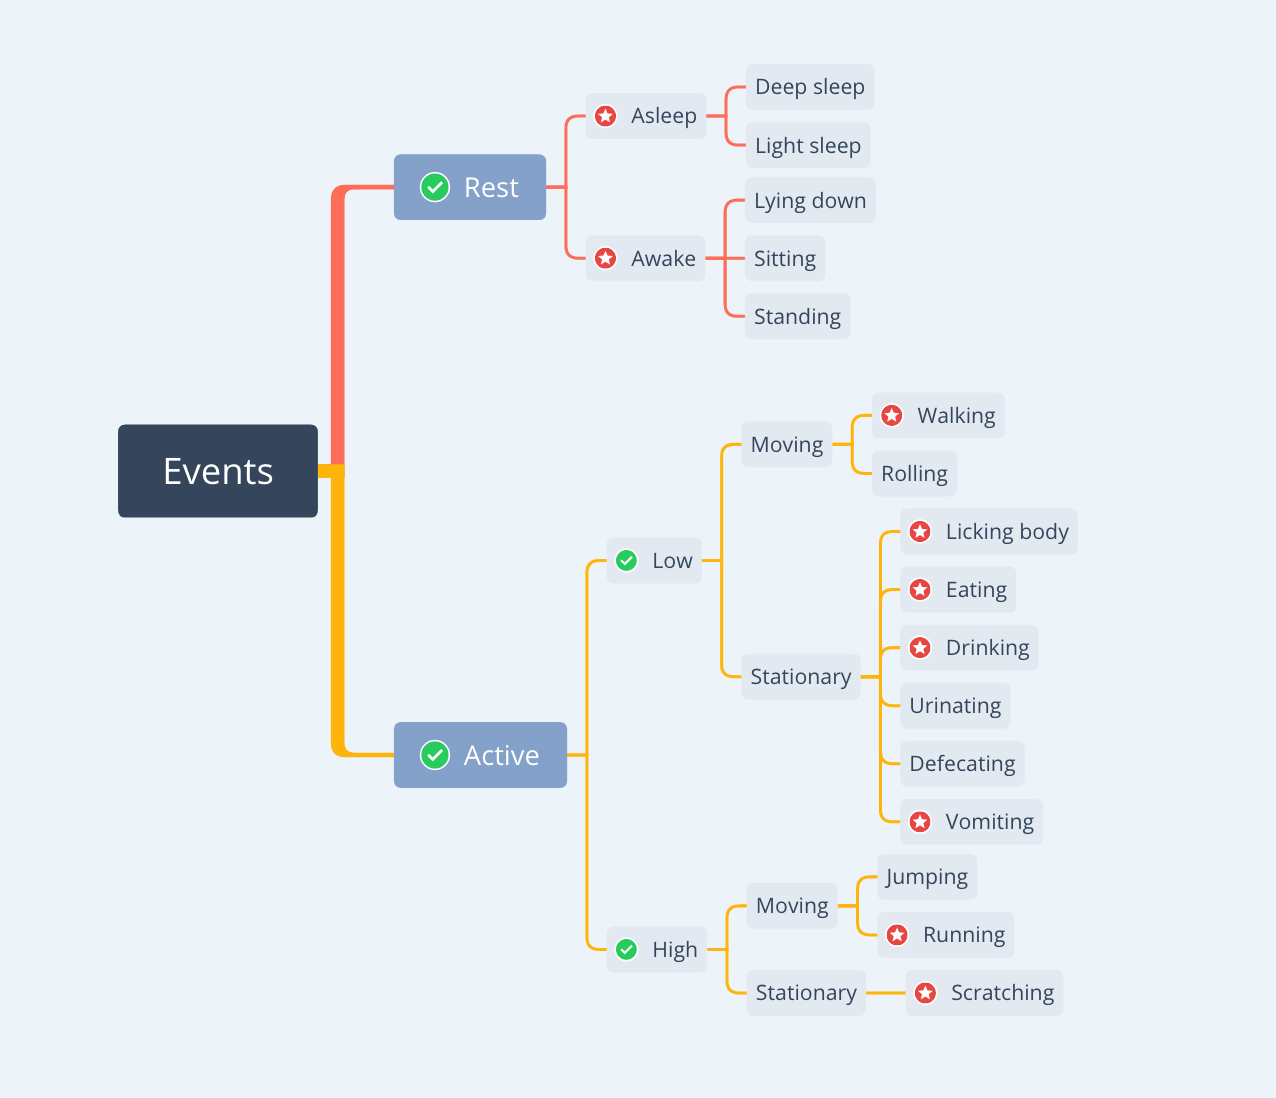 Events
Rest
Asleep
Deep sleep
Light sleep
Awake
Lying down
Sitting
Standing
Active
Low
Moving
Walking
Rolling
Stationary
Licking body
Eating
Drinking
Urinating
Defecating
Vomiting
High
Moving
Jumping
Running
Stationary
Scratching